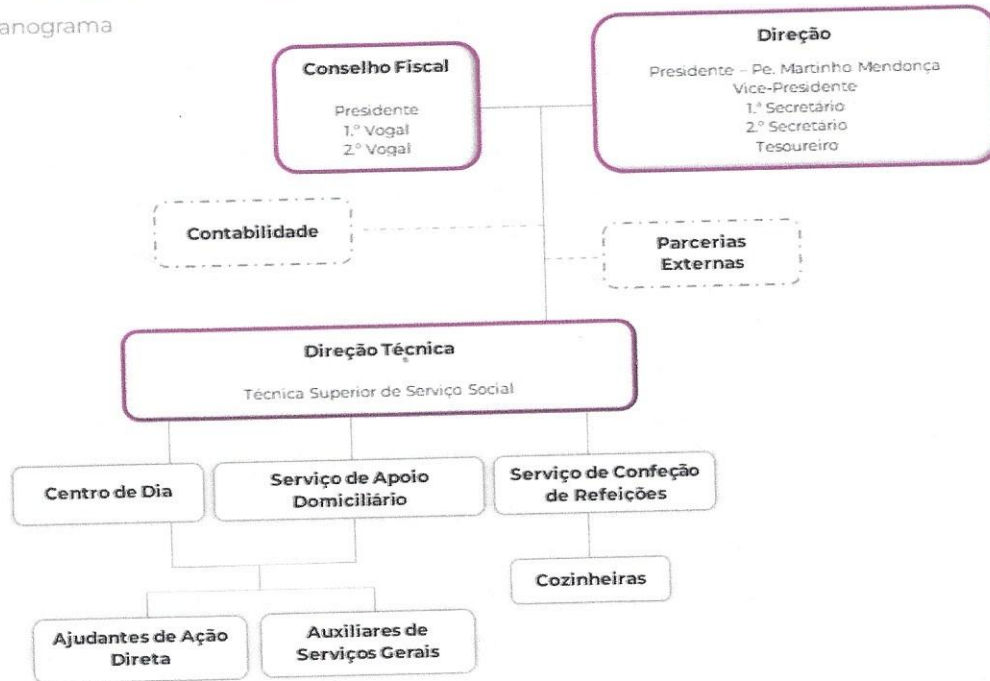 anograma
Conselho Fiscal
Presidente
1.º Vogal
2.º Vogal
Direção
Presidente – Pe. Martinho Mendonça
Vice-Presidente
1.º Secretário
2.º Secretário
Tesoureiro
Contabilidade
Parcerias
Externas
Direção Técnica
Técnica Superior de Serviço Social
Centro de Dia
Serviço de Apoio
Domiciliário
Serviço de Confeção
de Refeições
Cozinheiras
Ajudantes de Ação
Direta
Auxiliares de
Serviços Gerais